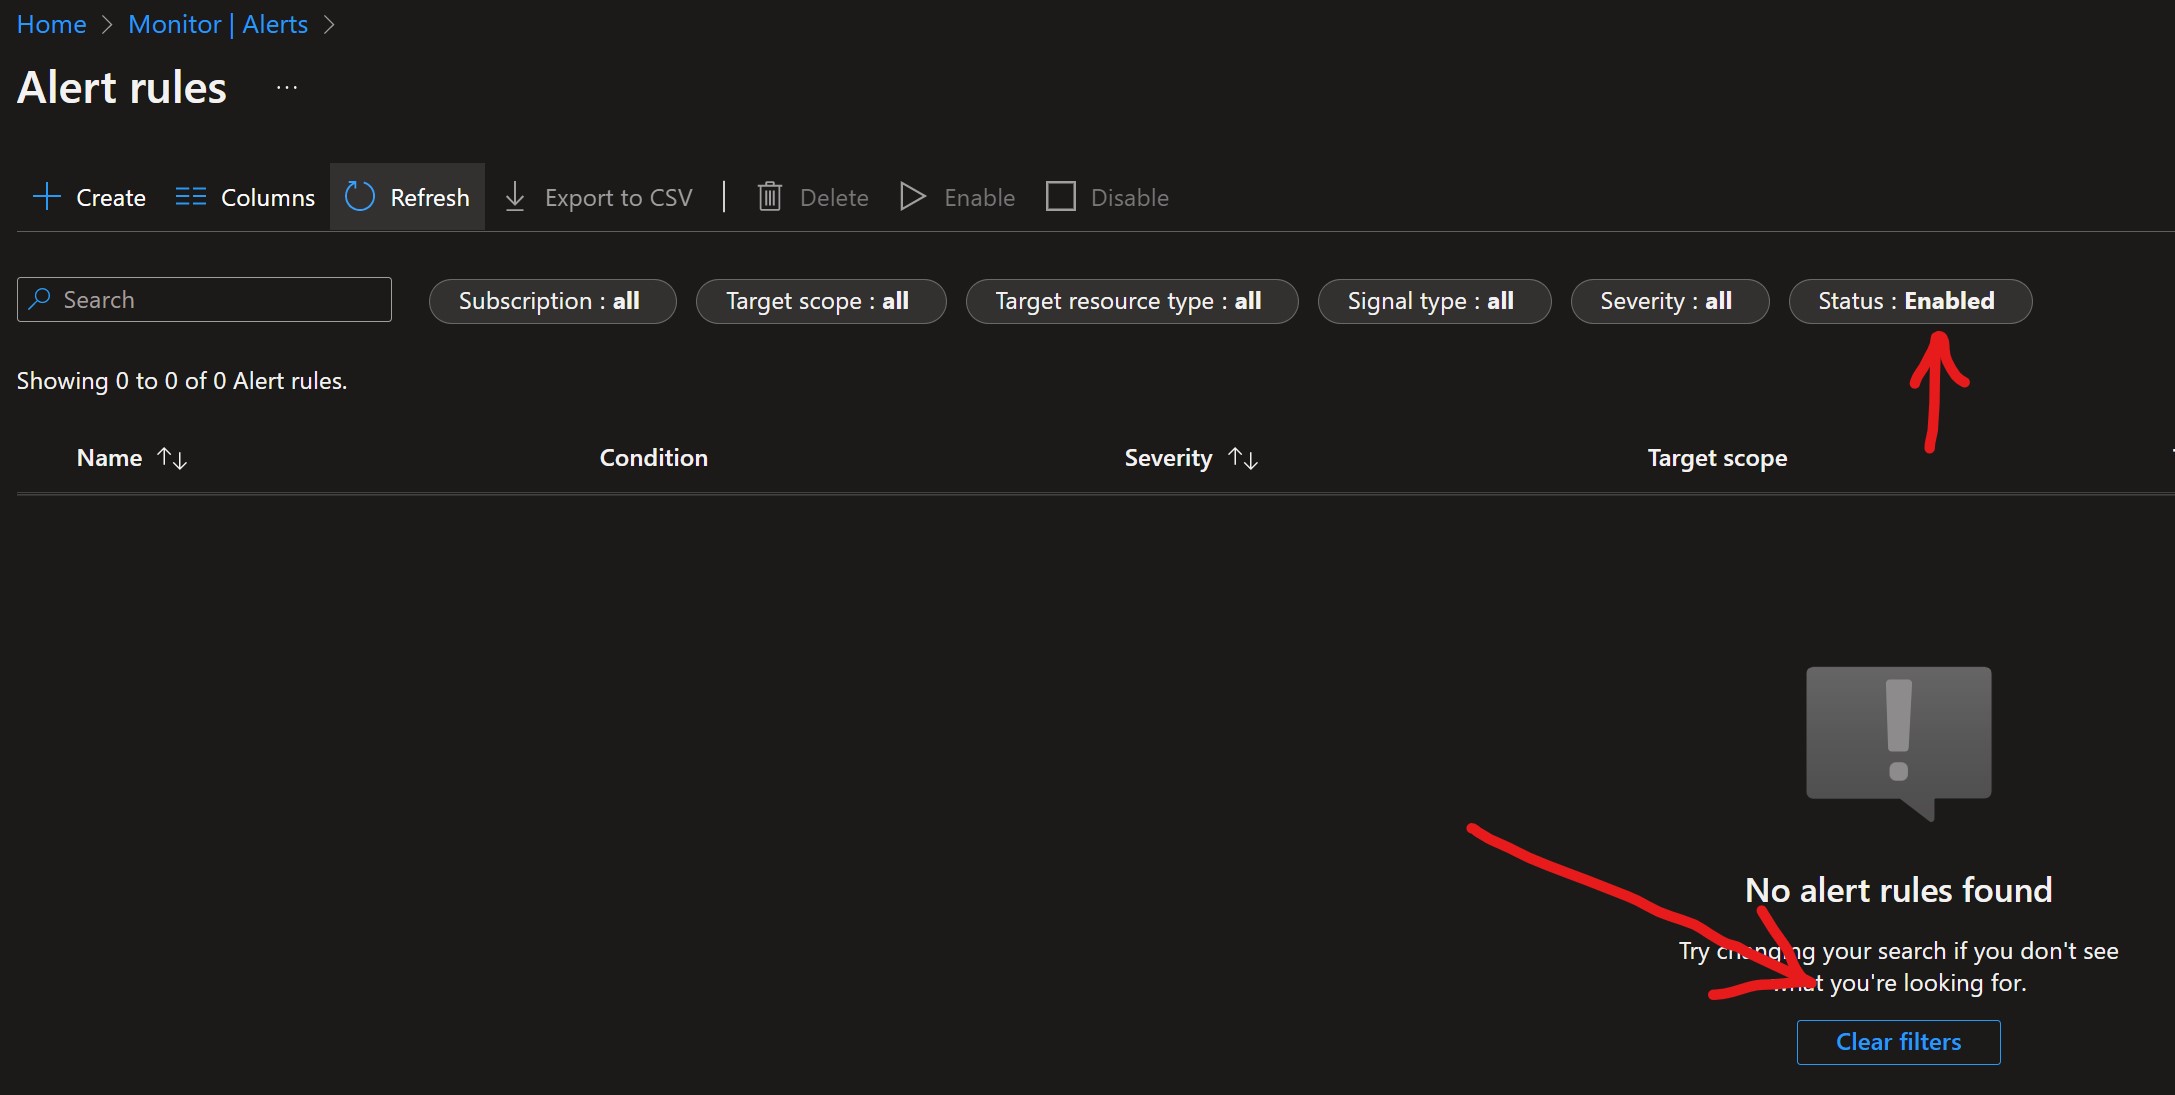 Home > Monitor | Alerts >
Alert rules ...
Create Columns Refresh Export to CSV | Delete Enable Disable
Search Subscription : all Target scope : all Target resource type : all Signal type : all Severity : all Status : Enabled
Showing 0 to 0 of 0 Alert rules.
Name ↑↓ Condition Severity ↑↓ Target scope
No alert rules found
Try changing your search if you don't see
what you're looking for.
Clear filters